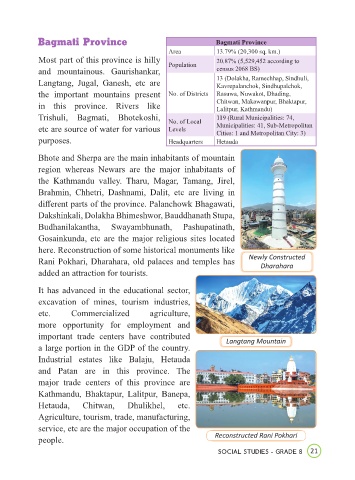 Bagmati Province
Most part of this province is hilly
and mountainous. Gaurishankar,
Langtang, Jugal, Ganesh, etc are
the important mountains present
in this province. Rivers like
Trishuli, Bagmati, Bhotekoshi,
etc are source of water for various
purposes.
Bagmati Province
Area 13.79% (20,300 sq. km.)
Population 20.87% (5,529,452 according to
census 2068 BS)
No. of Districts 13 (Dolakha, Ramechhap, Sindhuli,
Kavrepalanchok, Sindhupalchok,
Rasuwa, Nuwakot, Dhading,
Chitwan, Makawanpur, Bhaktapur,
Lalitpur, Kathmandu)
No. of Local Levels 119 (Rural Municipalities: 74,
Municipalities: 41, Sub-Metropolitan
Cities: 1 and Metropolitan City: 3)
Headquarters Hetauda
Bhote and Sherpa are the main inhabitants of mountain
region whereas Newars are the major inhabitants of
the Kathmandu valley. Tharu, Magar, Tamang, Jirel,
Brahmin, Chhetri, Dashnami, Dalit, etc are living in
different parts of the province. Palanchowk Bhagawati,
Dakshinkali, Dolakha Bhimeshwor, Bauddhanath Stupa,
Budhanilakantha, Swayambhunath, Pashupatinath,
Gosainkunda, etc are the major religious sites located
here. Reconstruction of some historical monuments like
Rani Pokhari, Dharahara, old palaces and temples has
added an attraction for tourists.
Newly Constructed
Dharahara
It has advanced in the educational sector,
excavation of mines, tourism industries,
etc. Commercialized agriculture,
more opportunity for employment and
important trade centers have contributed
a large portion in the GDP of the country.
Industrial estates like Balaju, Hetauda
and Patan are in this province. The
major trade centers of this province are
Kathmandu, Bhaktapur, Lalitpur, Banepa,
Hetauda, Chitwan, Dhulikhel, etc.
Agriculture, tourism, trade, manufacturing,
service, etc are the major occupation of the
people.
Langtang Mountain
Reconstructed Rani Pokhari
SOCIAL STUDIES - GRADE 8 21